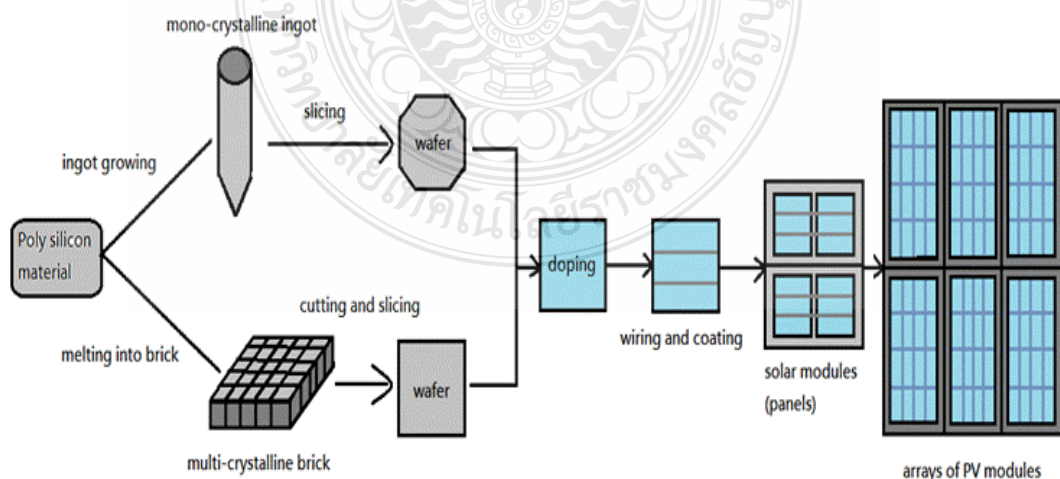 mono-crystalline ingot
slicing
wafer
ingot growing
Poly silicon
material
doping
cutting and slicing
melting into brick
wafer
wiring and coating
solar modules
(panels)
multi-crystalline brick
arrays of PV modules